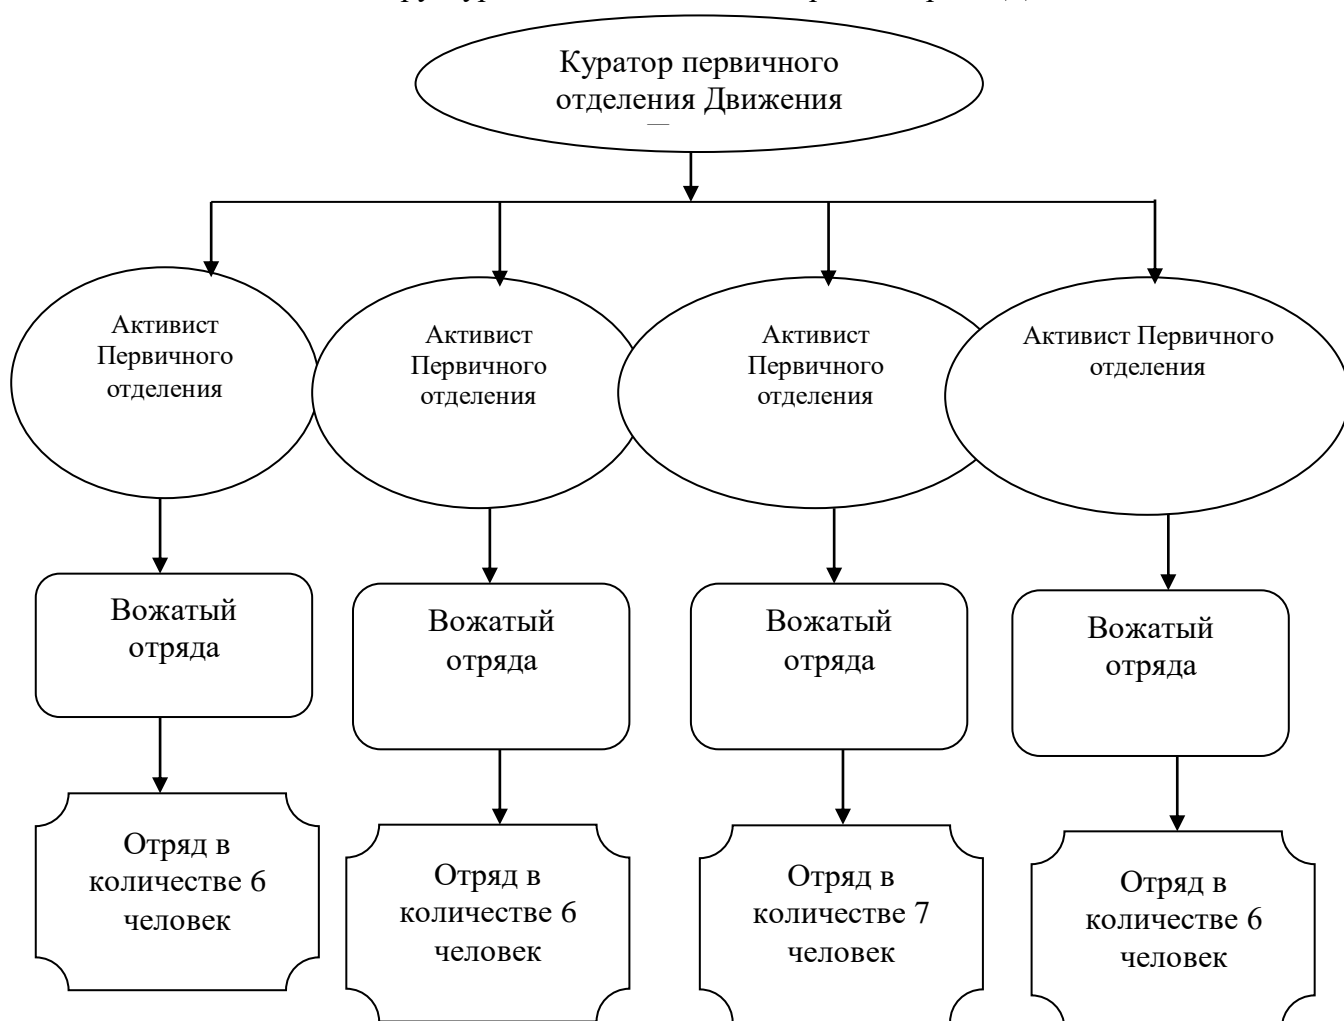 Куратор первичного
отделения Движения
Активист
Первичного
отделения
Активист
Первичного
отделения
Активист
Первичного
отделения
Активист Первичного
отделения
Вожатый
отряда
Вожатый
отряда
Вожатый
отряда
Вожатый
отряда
Отряд в
количестве 6
человек
Отряд в
количестве 6
человек
Отряд в
количестве 7
человек
Отряд в
количестве 6
человек